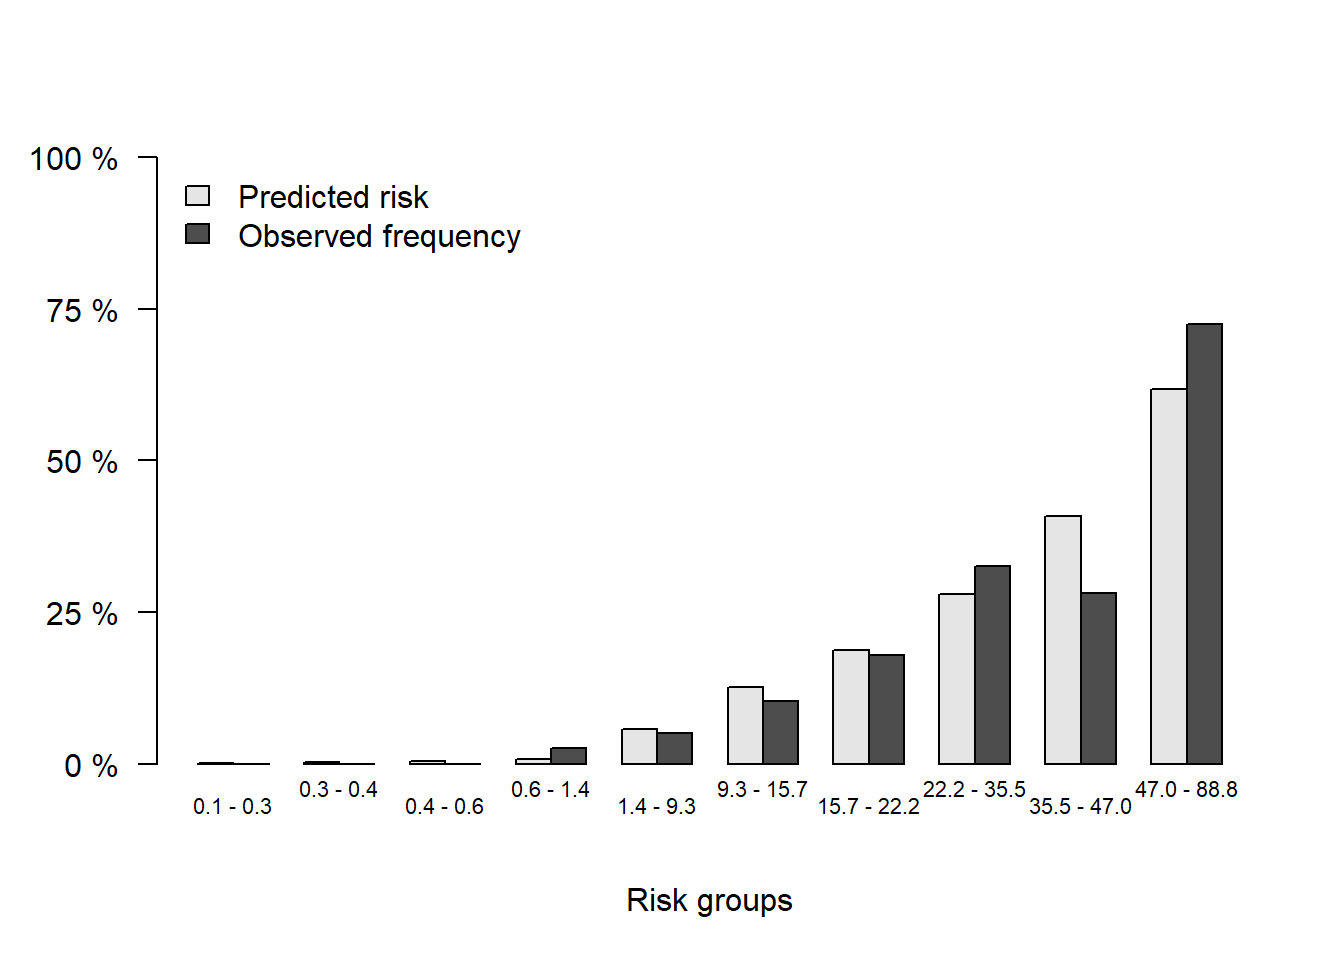 100 %
Predicted risk
Observed frequency
75 %
50 %
25 %
0 %
0.1 - 0.3
0.3 - 0.4
0.4 - 0.6
0.6 - 1.4
1.4 - 9.3
9.3 - 15.7
15.7 - 22.2
22.2 - 35.5
35.5 - 47.0
47.0 - 88.8
Risk groups